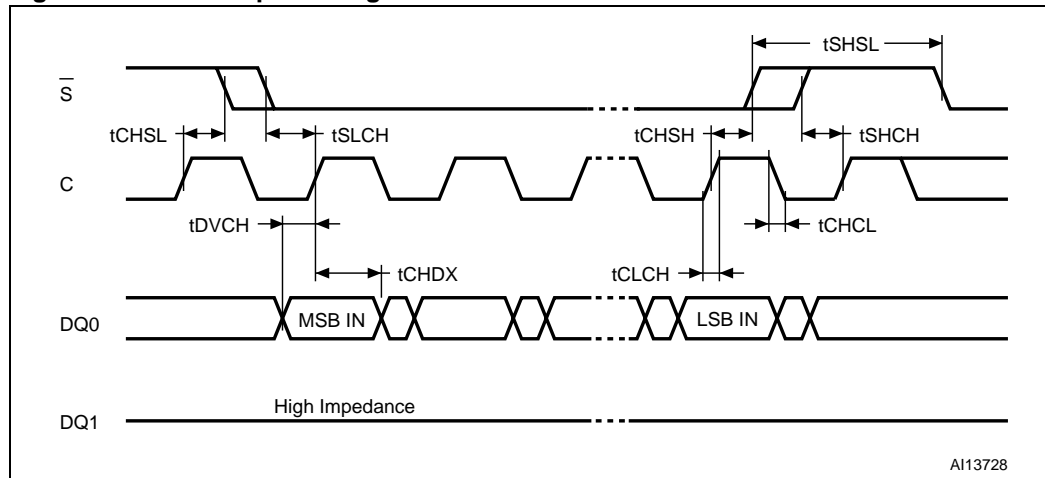 tSHSL
S
tCHSL
tSLCH
tCHSH
tSHCH
C
tDVCH
tCHCL
tCHDX
tCLCH
DQ0
MSB IN
LSB IN
High Impedance
DQ1
AI13728